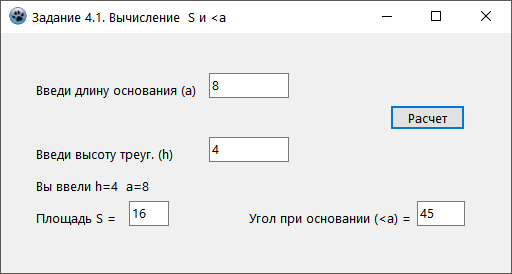 Задание 4.1. Вычисление  S и <a
Введи длину основания (a) 8
Расчет
Введи высоту треуг. (h) 4
Вы ввели h=4  a=8
Площадь S = 16 Угол при основании (<a) = 45